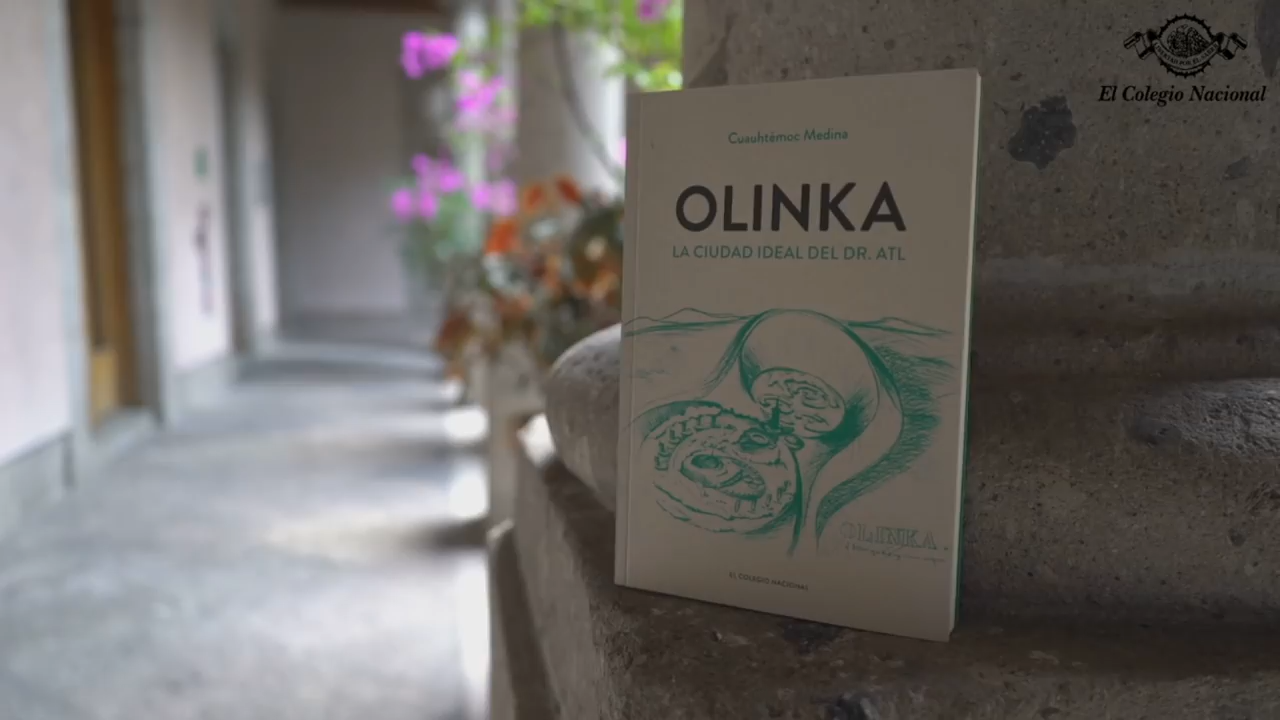 El Colegio Nacional
Cuauhtémoc Medina
OLINKA
LA CIUDAD IDEAL DEL DR. ATL
OLINKA.
EL COLEGIO NACIONAL